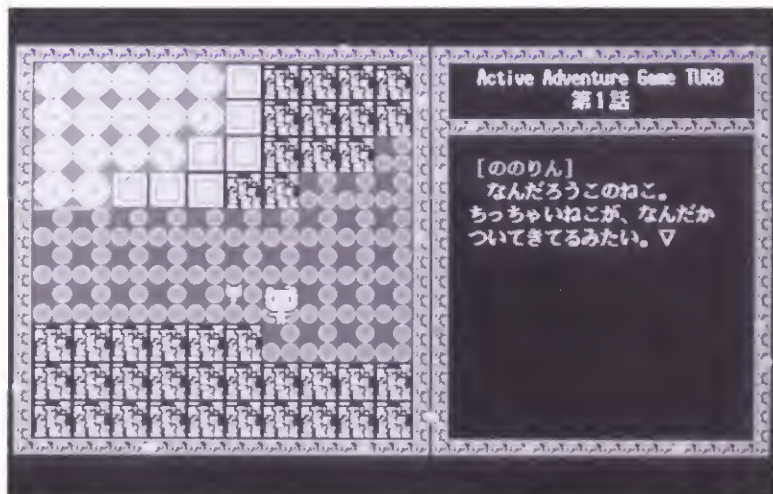 Active Adventure Game TURB
第1話
[ののりん]
なんだろうこのねこ。
ちっちゃいねこが、なんだか
ついてきてるみたい。▽